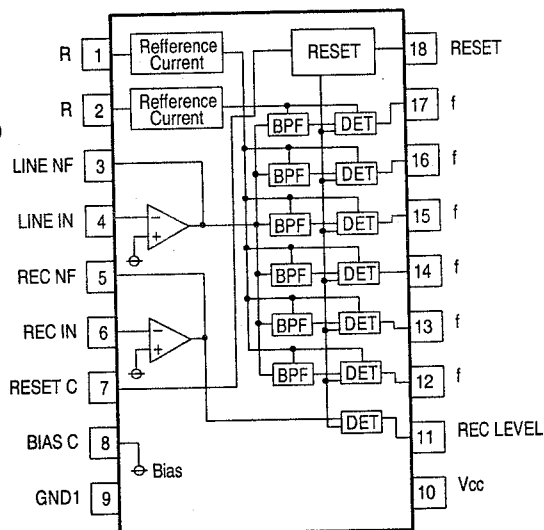 R 1 Refference Current RESET 18 RESET
R 2 Refference Current BPF DET 17 f
LINE NF 3 BPF DET 16 f
LINE IN 4 − + BPF DET 15 f
REC NF 5 BPF DET 14 f
REC IN 6 − + BPF DET 13 f
RESET C 7 BPF DET 12 f
BIAS C 8 Bias DET 11 REC LEVEL
GND1 9 10 Vcc